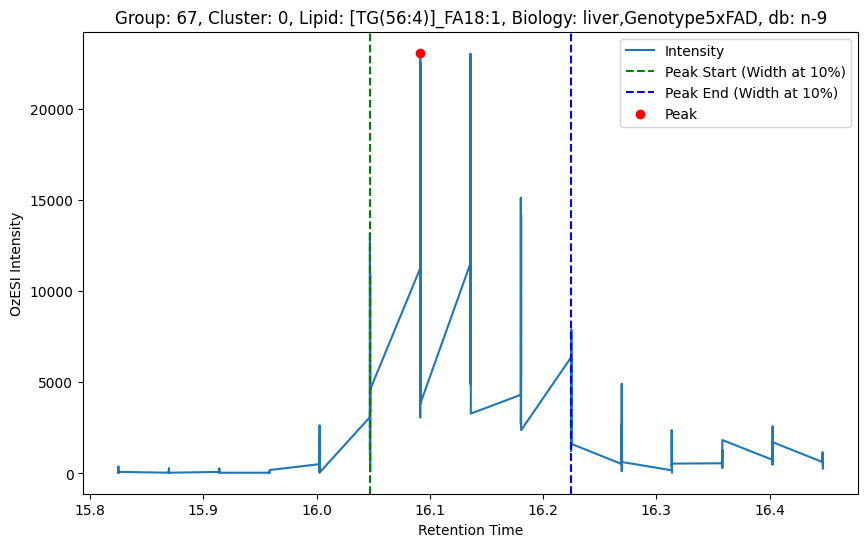 Group: 67, Cluster: 0, Lipid: [TG(56:4)]_FA18:1, Biology: liver,Genotype5xFAD, db: n-9
Intensity
Peak Start (Width at 10%)
Peak End (Width at 10%)
Peak
OzESI Intensity
20000
15000
10000
5000
0
15.8 15.9 16.0 16.1 16.2 16.3 16.4
Retention Time